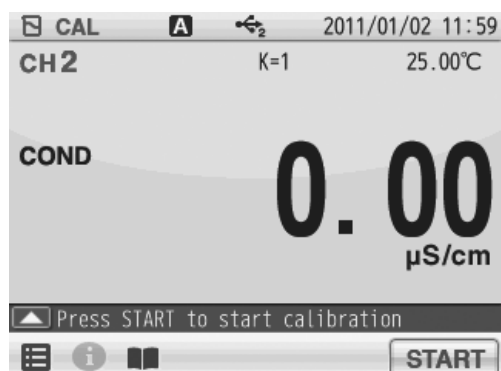 CAL A 2 2011/01/02 11:59
CH2 K=1 25.00℃
COND 0.00
µS/cm
Press START to start calibration
i START